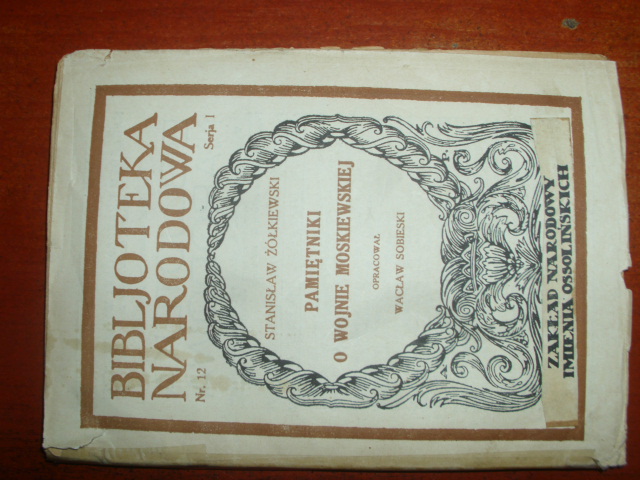 BIBLJOTEKA
NARODOWA
Nr. 12 Serja I
STANISŁAW ŻÓŁKIEWSKI
PAMIĘTNIKI
O WOJNIE MOSKIEWSKIEJ
OPRACOWAŁ
WACŁAW SOBIESKI
ZAKŁAD NARODOWY
IMIENIA OSSOLIŃSKICH